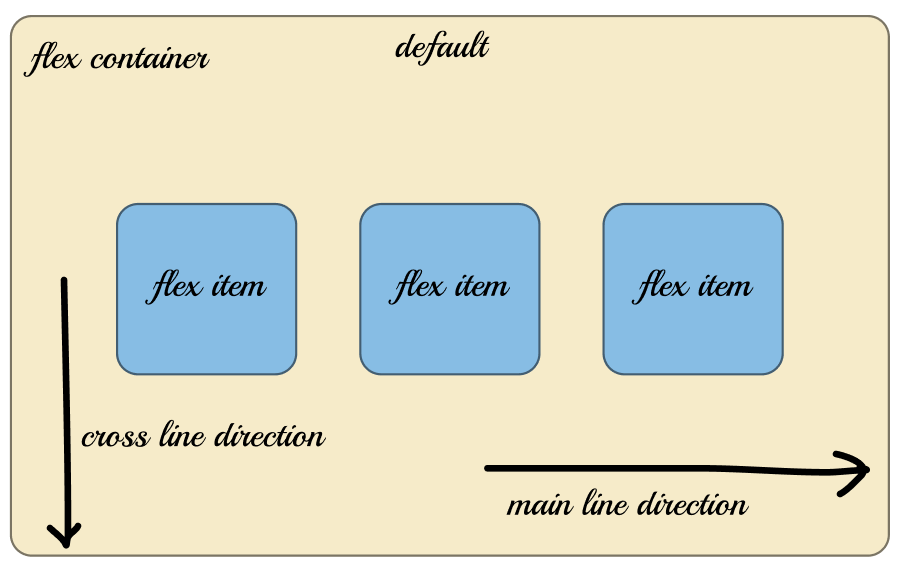 flex container
default
flex item
flex item
flex item
cross line direction
main line direction